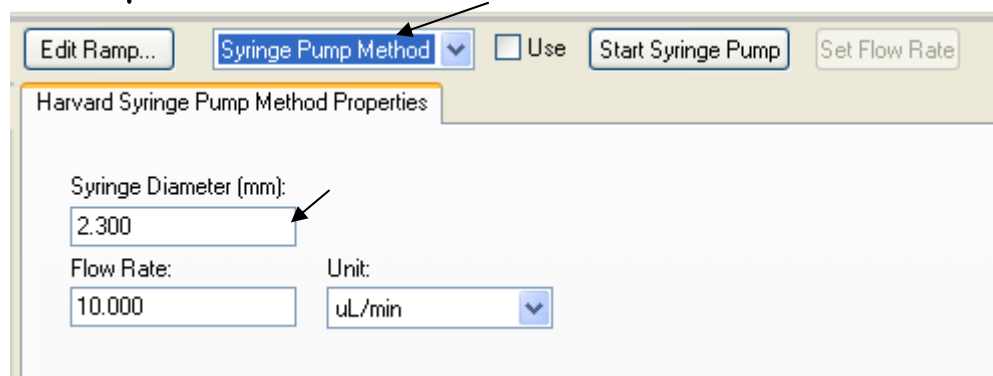 Edit Ramp... Syringe Pump Method Use Start Syringe Pump Set Flow Rate
Harvard Syringe Pump Method Properties
Syringe Diameter (mm):
2.300
Flow Rate: Unit:
10.000 uL/min